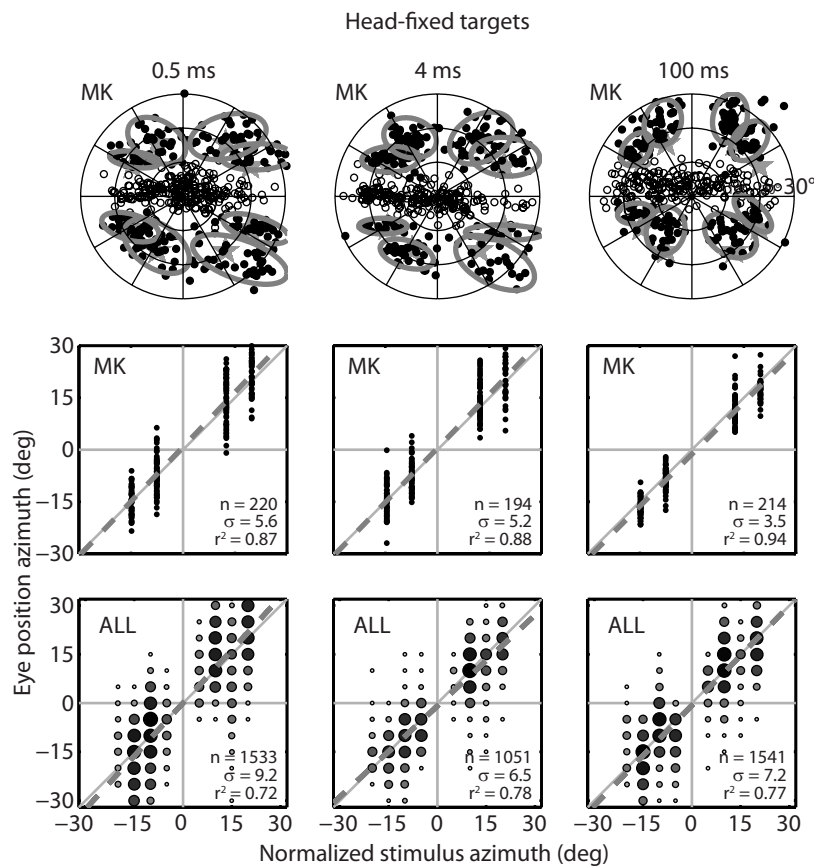 Head-fixed targets
0.5 ms
4 ms
100 ms
MK
MK
MK
30°
30
15
0
−15
−30
MK
n = 220
σ = 5.6
r² = 0.87
MK
n = 194
σ = 5.2
r² = 0.88
MK
n = 214
σ = 3.5
r² = 0.94
Eye position azimuth (deg)
30
15
0
−15
−30
ALL
n = 1533
σ = 9.2
r² = 0.72
ALL
n = 1051
σ = 6.5
r² = 0.78
ALL
n = 1541
σ = 7.2
r² = 0.77
−30 −15 0 15
−30 −15 0 15
−30 −15 0 15 30
Normalized stimulus azimuth (deg)